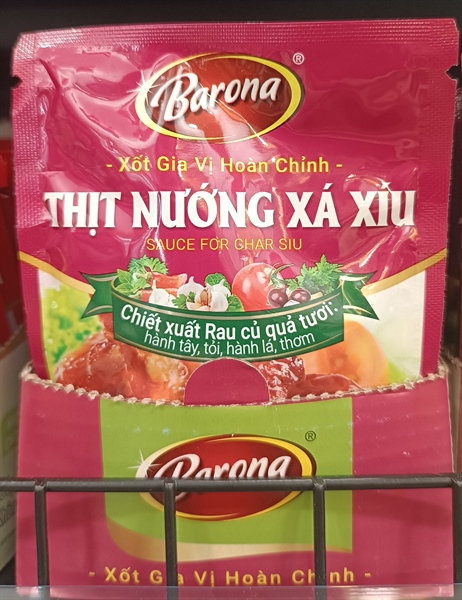 Barona®
- Xốt Gia Vị Hoàn Chỉnh -
THỊT NƯỚNG XÁ XÍU
SAUCE FOR CHAR SIU
Chiết xuất Rau củ quả tươi:
hành tây, tỏi, hành lá, thơm
Barona®
- Xốt Gia Vị Hoàn Chỉnh -